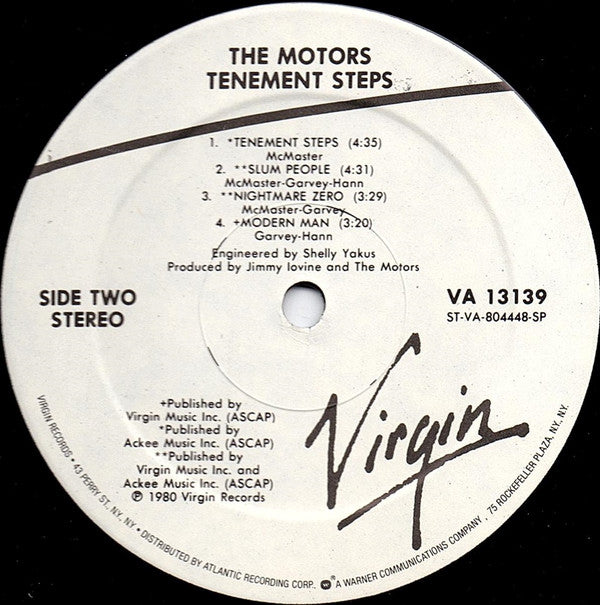 THE MOTORS
TENEMENT STEPS
1. *TENEMENT STEPS (4:35)
McMaster
2. **SLUM PEOPLE (4:31)
McMaster-Garvey-Hann
3. **NIGHTMARE ZERO (3:29)
McMaster-Garvey
4. +MODERN MAN (3:20)
Garvey-Hann
Engineered by Shelly Yakus
Produced by Jimmy Iovine and The Motors
SIDE TWO
STEREO
VA 13139
ST-VA-804448-SP
+Published by
Virgin Music Inc. (ASCAP)
*Published by
Ackee Music Inc. (ASCAP)
**Published by
Virgin Music Inc. and
Ackee Music Inc. (ASCAP)
℗ 1980 Virgin Records
Virgin
VIRGIN RECORDS • 43 PERRY ST., N.Y., N.Y. • DISTRIBUTED BY ATLANTIC RECORDING CORP. ® A WARNER COMMUNICATIONS COMPANY, 75 ROCKEFELLER PLAZA, N.Y. N.Y.